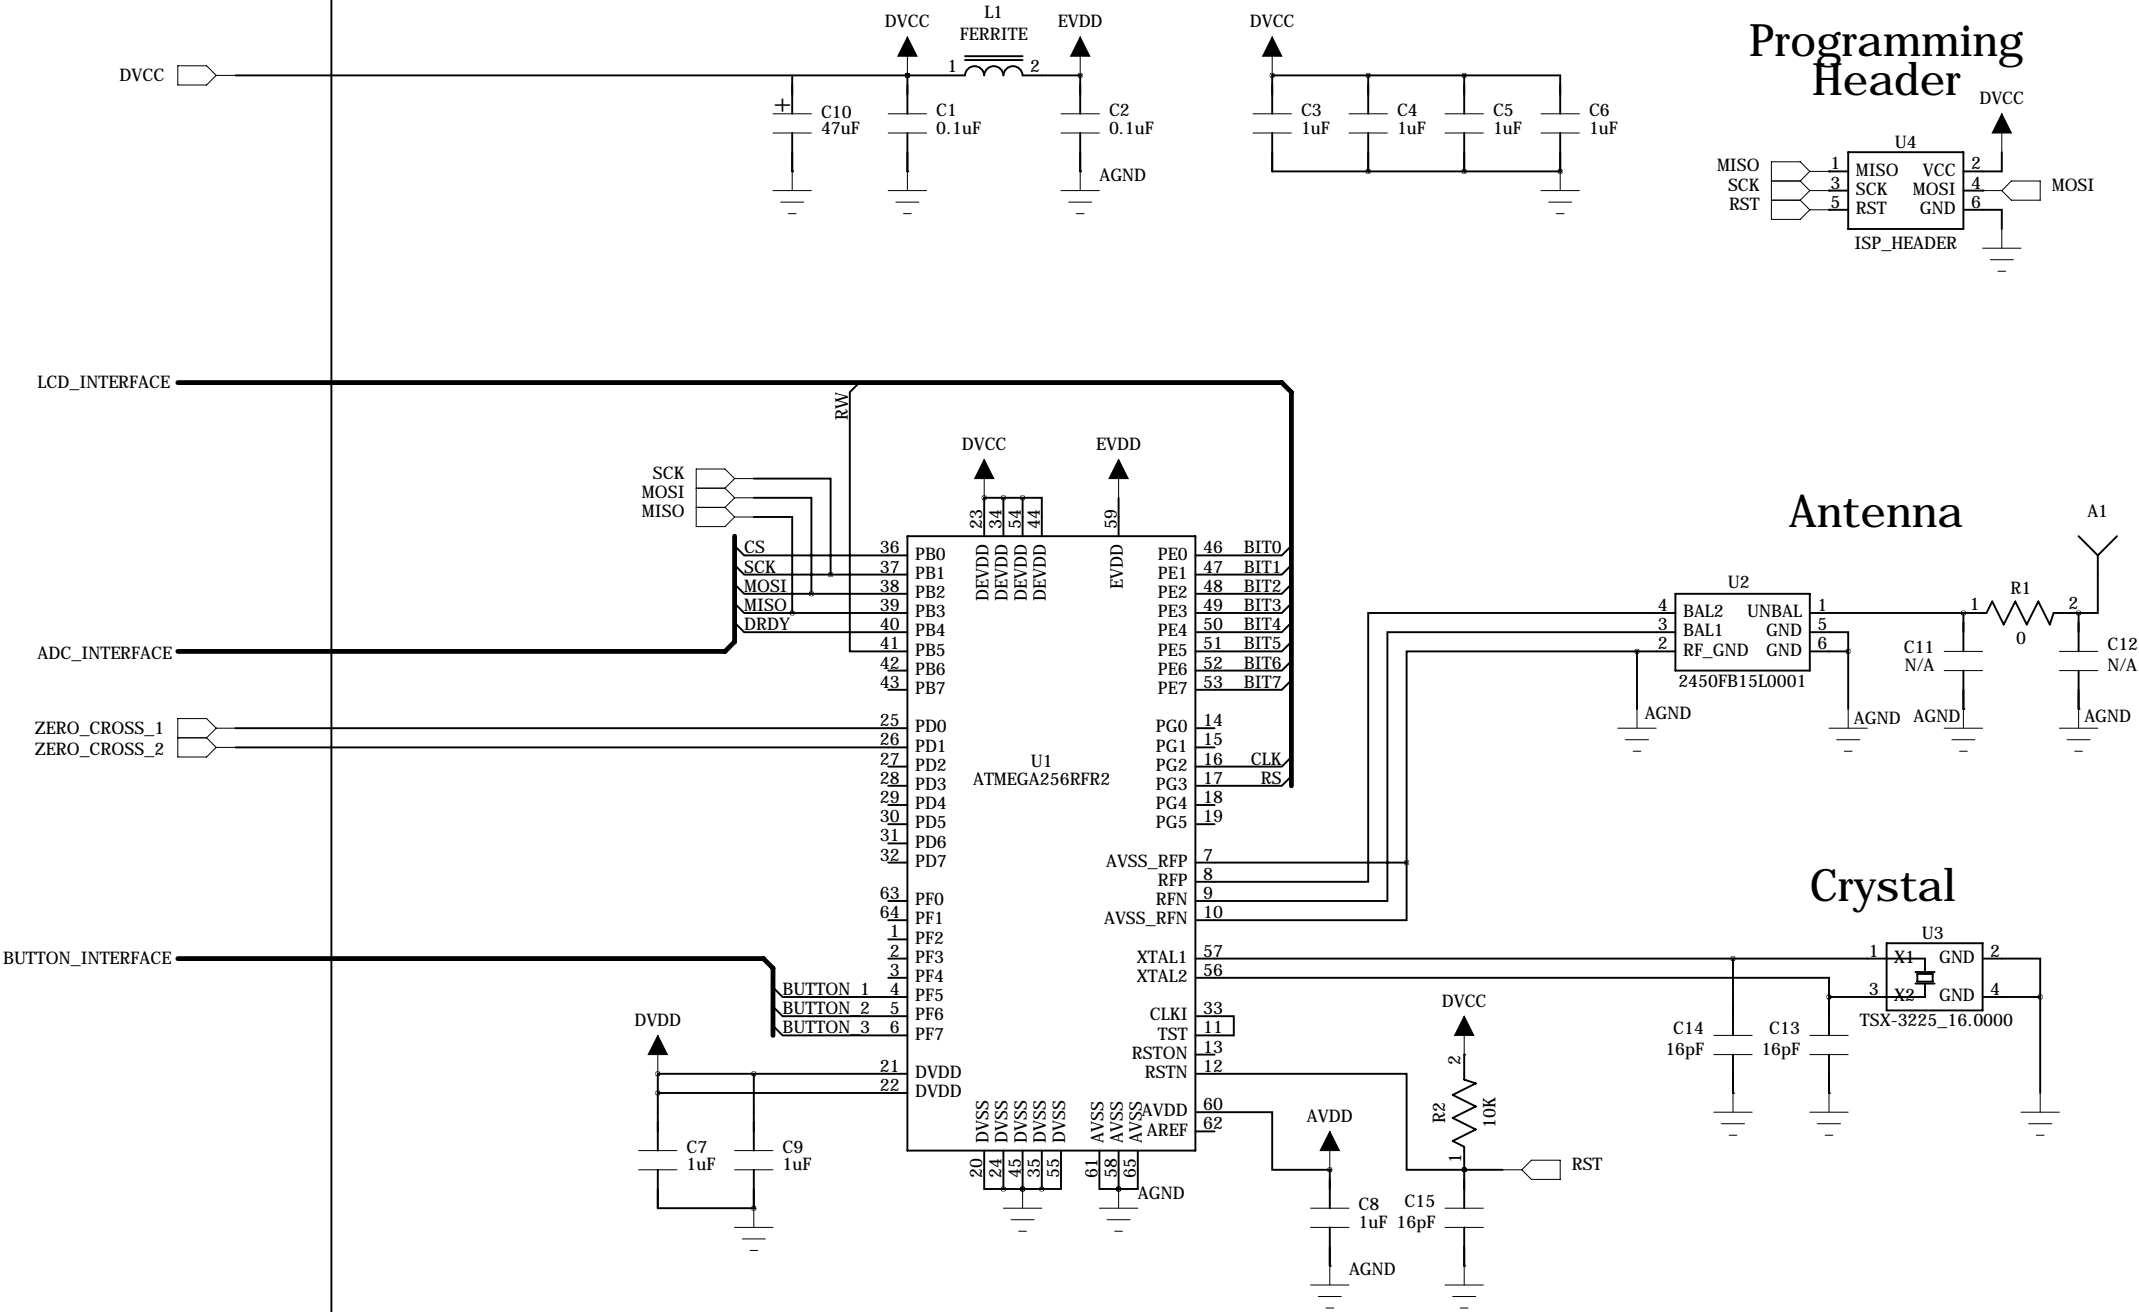 DVCC
DVCC
L1
FERRITE
1
2
EVDD
+
C10
47uF
C1
0.1uF
C2
0.1uF
AGND
DVCC
C3
1uF
C4
1uF
C5
1uF
C6
1uF
Programming
Header
DVCC
U4
MISO 1 MISO VCC 2
SCK 3 SCK MOSI 4 MOSI
RST 5 RST GND 6
ISP_HEADER
LCD_INTERFACE
RW
DVCC
EVDD
SCK
MOSI
MISO
23 34 54 44 59
DEVDD DEVDD DEVDD DEVDD EVDD
CS 36 PB0
SCK 37 PB1
MOSI 38 PB2
MISO 39 PB3
DRDY 40 PB4
41 PB5
42 PB6
43 PB7
ADC_INTERFACE
PE0 46 BIT0
PE1 47 BIT1
PE2 48 BIT2
PE3 49 BIT3
PE4 50 BIT4
PE5 51 BIT5
PE6 52 BIT6
PE7 53 BIT7
ZERO_CROSS_1
ZERO_CROSS_2
25 PD0
26 PD1
27 PD2
28 PD3
29 PD4
30 PD5
31 PD6
32 PD7
U1
ATMEGA256RFR2
PG0 14
PG1 15
PG2 16 CLK
PG3 17 RS
PG4 18
PG5 19
AVSS_RFP 7
RFP 8
RFN 9
AVSS_RFN 10
63 PF0
64 PF1
1 PF2
2 PF3
3 PF4
BUTTON_1 4 PF5
BUTTON_2 5 PF6
BUTTON_3 6 PF7
BUTTON_INTERFACE
XTAL1 57
XTAL2 56
CLKI 33
TST 11
RSTON 13
RSTN 12
AVDD 60
AREF 62
DVDD
21 DVDD
22 DVDD
C7
1uF
C9
1uF
DVSS DVSS DVSS DVSS DVSS AVSS AVSS AVSS
20 24 45 35 55 61 58 65
AGND
AVDD
C8
1uF
AGND
DVCC
2
R2
10K
1
RST
C15
16pF
Antenna
A1
U2
4 BAL2 UNBAL 1
3 BAL1 GND 5
2 RF_GND GND 6
2450FB15L0001
1
R1
0
2
C11
N/A
C12
N/A
AGND
AGND
AGND
AGND
Crystal
U3
1 X1 GND 2
3 X2 GND 4
TSX-3225_16.0000
C14
16pF
C13
16pF